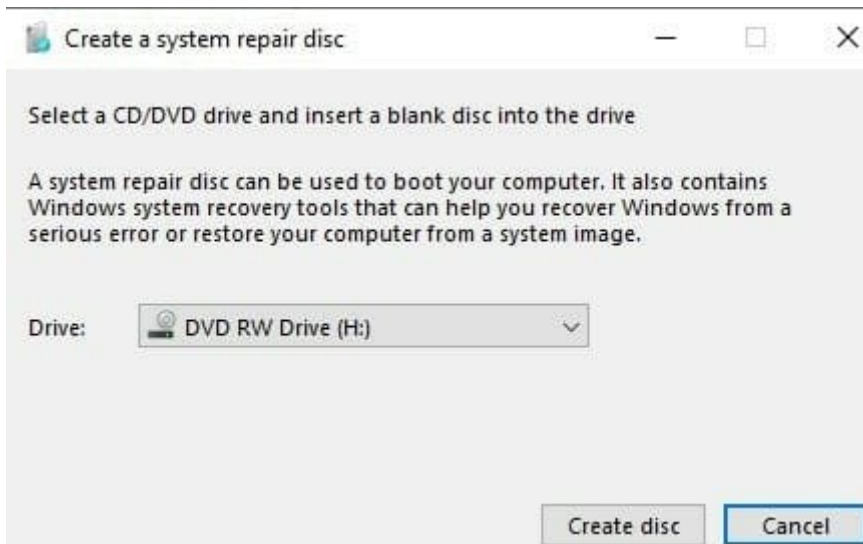 Create a system repair disc
Select a CD/DVD drive and insert a blank disc into the drive
A system repair disc can be used to boot your computer. It also contains
Windows system recovery tools that can help you recover Windows from a
serious error or restore your computer from a system image.
Drive: DVD RW Drive (H:)
Create disc Cancel